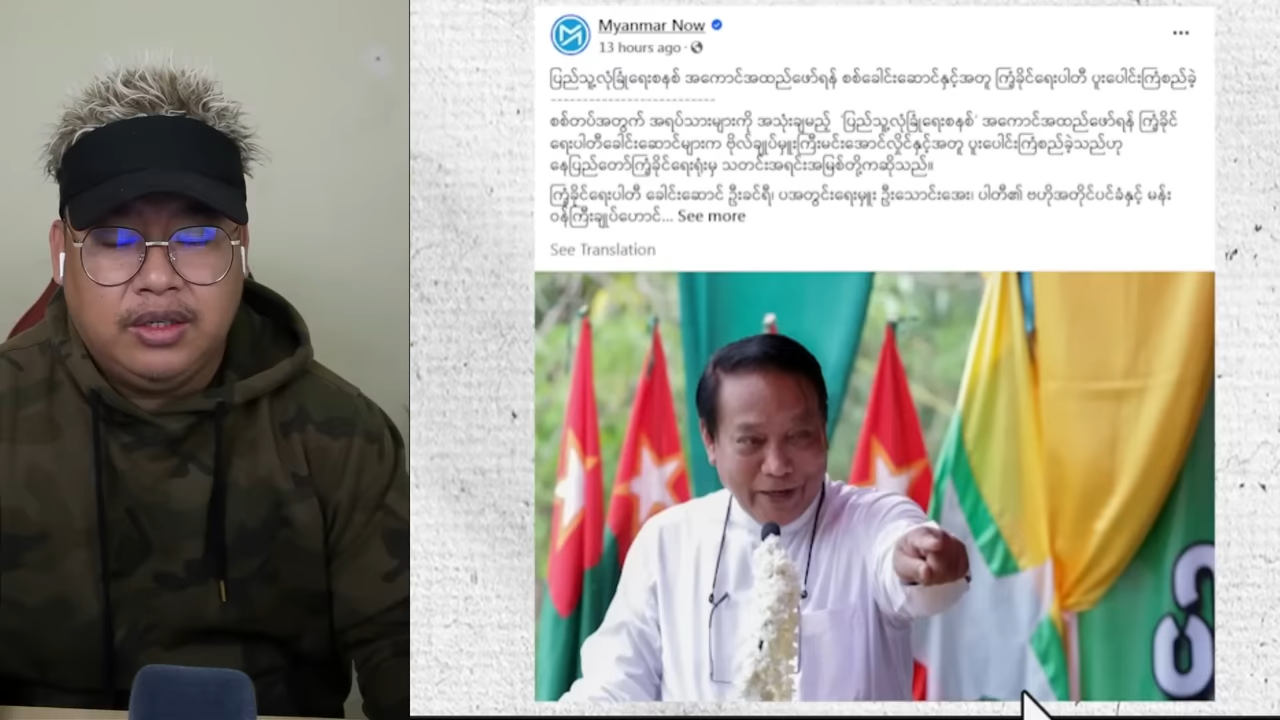 Myanmar Now
13 hours ago
ပြည်သူ့လုံခြုံရေးစနစ် အကောင်အထည်ဖော်ရန် စစ်ခေါင်းဆောင်နှင့်အတူ ကြံ့ခိုင်ရေးပါတီ ပူးပေါင်းကြံစည်ခဲ့
---------------------------
စစ်တပ်အတွက် အရပ်သားများကို အသုံးချမည့် ‘ပြည်သူ့လုံခြုံရေးစနစ်’ အကောင်အထည်ဖော်ရန် ကြံ့ခိုင်
ရေးပါတီခေါင်းဆောင်များက ဗိုလ်ချုပ်မှူးကြီးမင်းအောင်လှိုင်နှင့်အတူ ပူးပေါင်းကြံစည်ခဲ့သည်ဟု
နေပြည်တော်ကြံ့ခိုင်ရေးရုံးမှ သတင်းအရင်းအမြစ်တို့ကဆိုသည်။
ကြံ့ခိုင်ရေးပါတီ ခေါင်းဆောင် ဦးခင်ရီ၊ ပအတွင်းရေးမှူး ဦးသောင်းအေး၊ ပါတီ၏ ဗဟိုအတိုင်ပင်ခံနှင့် မန်း
ဝန်ကြီးချုပ်ဟောင်... See more
See Translation